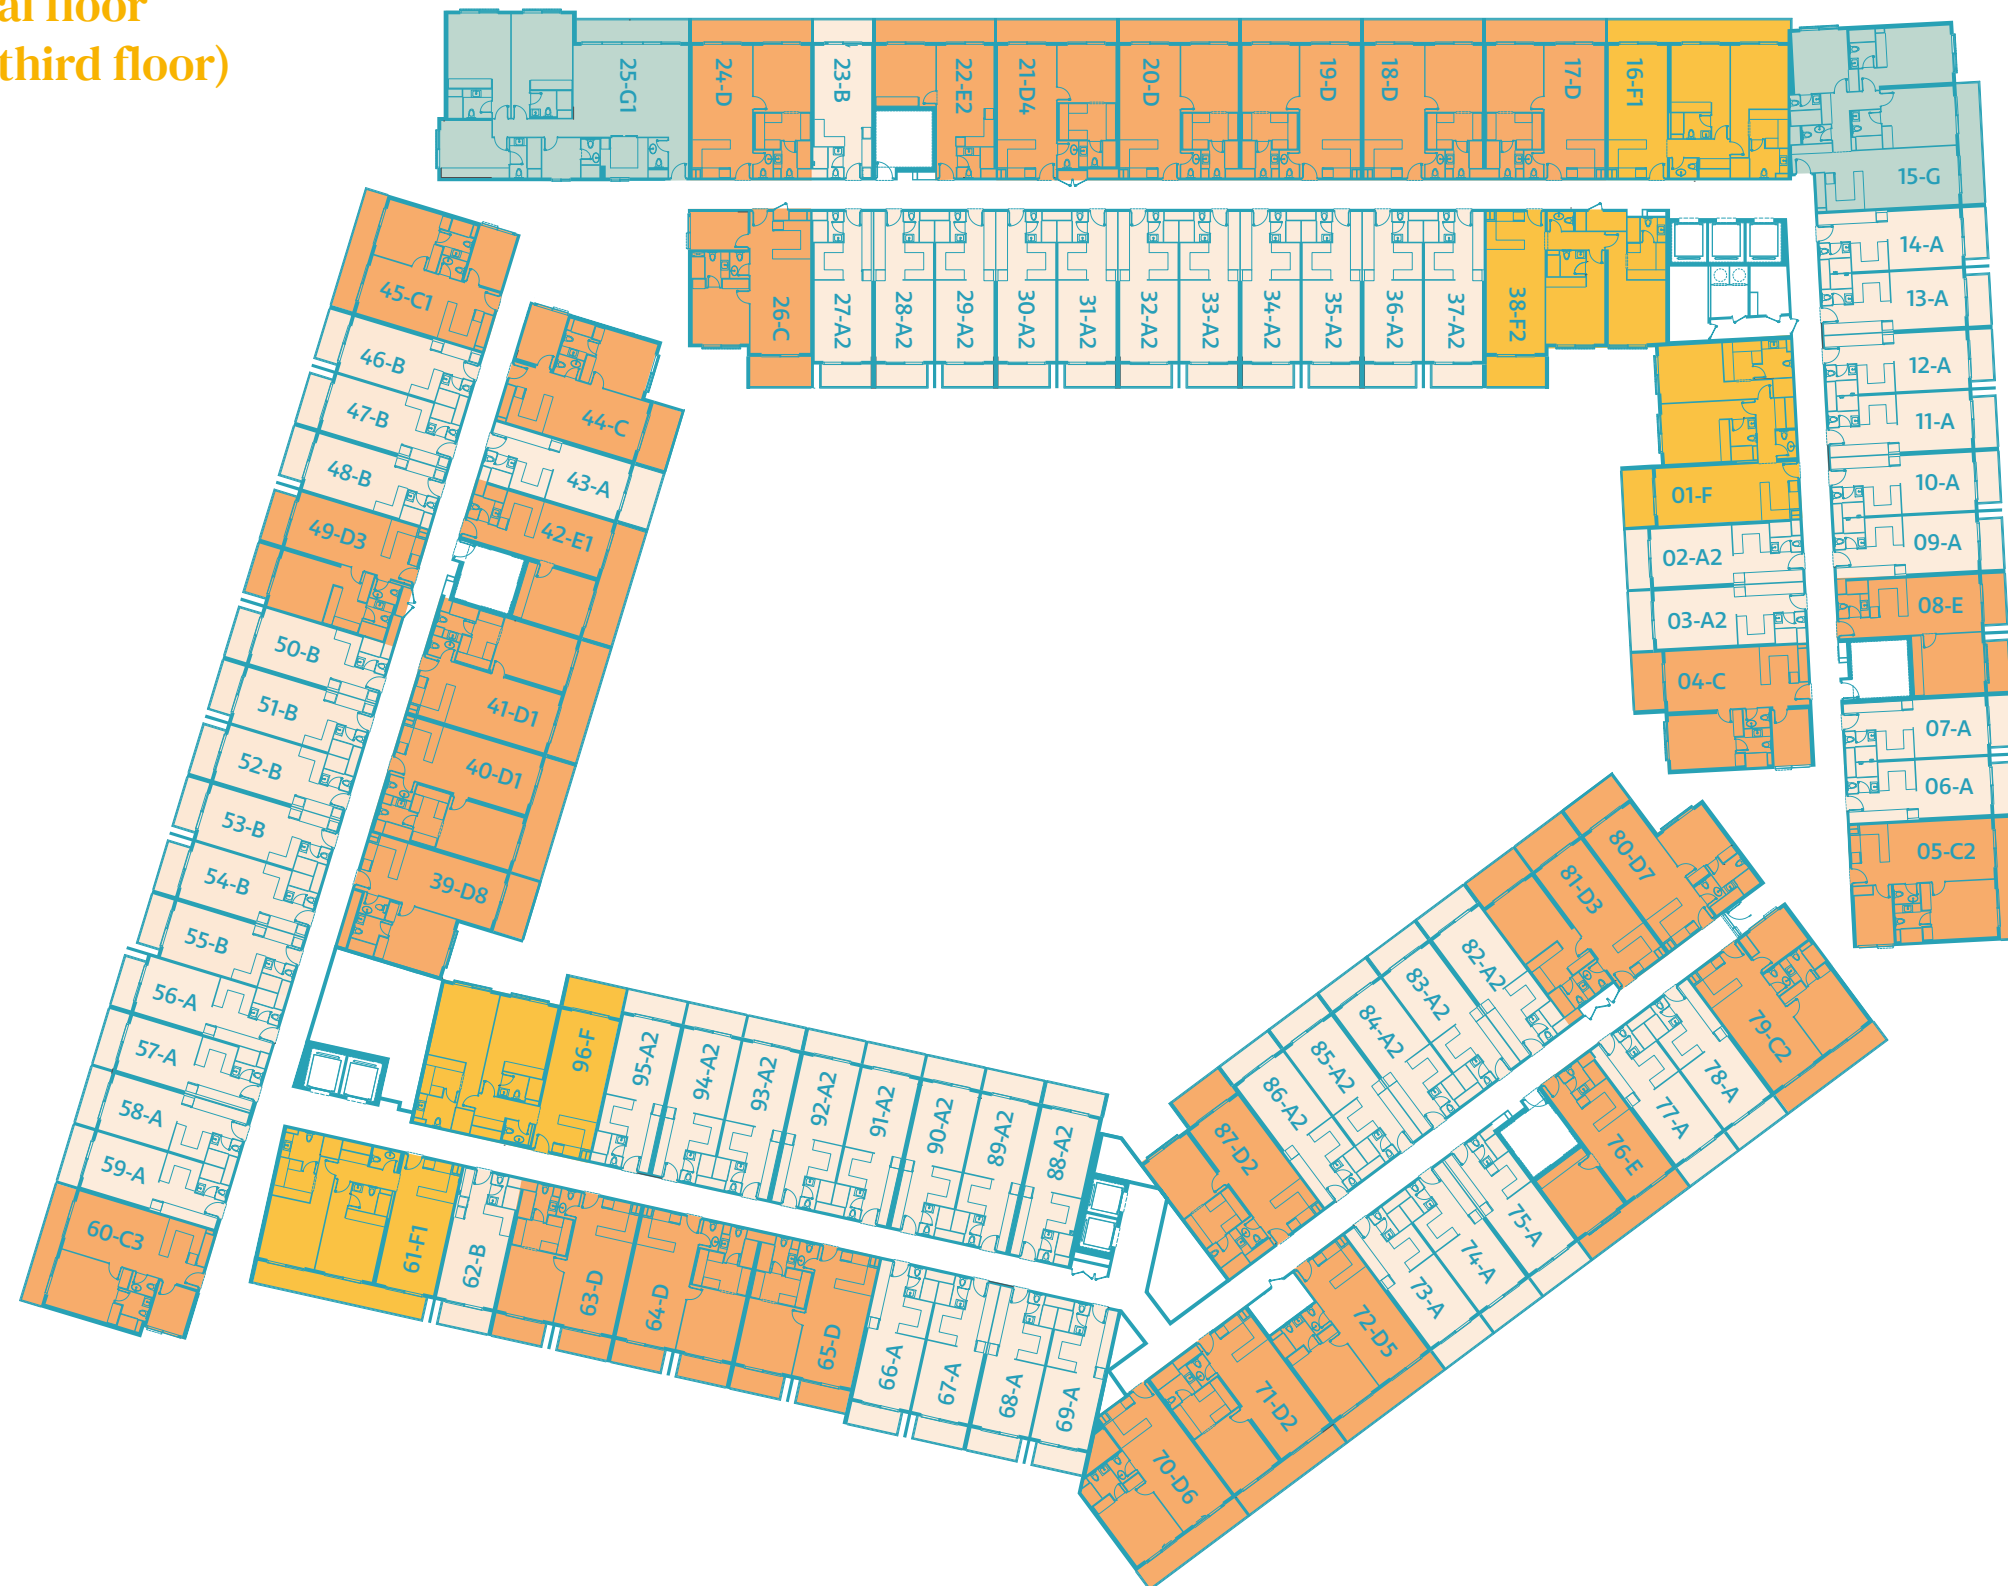 al floor
third floor)
25-G1
24-D
23-B
22-E2
21-D4
20-D
19-D
18-D
17-D
16-F1
15-G
14-A
13-A
12-A
11-A
10-A
09-A
08-E
07-A
06-A
05-C2
26-C
27-A2
28-A2
29-A2
30-A2
31-A2
32-A2
33-A2
34-A2
35-A2
36-A2
37-A2
38-F2
01-F
02-A2
03-A2
04-C
45-C1
46-B
47-B
48-B
49-D3
50-B
51-B
52-B
53-B
54-B
55-B
56-A
57-A
58-A
59-A
60-C3
44-C
43-A
42-E1
41-D1
40-D1
39-D8
96-F
95-A2
94-A2
93-A2
92-A2
91-A2
90-A2
89-A2
88-A2
61-F1
62-B
63-D
64-D
65-D
66-A
67-A
68-A
69-A
80-D7
81-D3
82-A2
83-A2
84-A2
85-A2
86-A2
87-D2
79-C2
78-A
77-A
76-E
75-A
74-A
73-A
72-D5
71-D2
70-D6